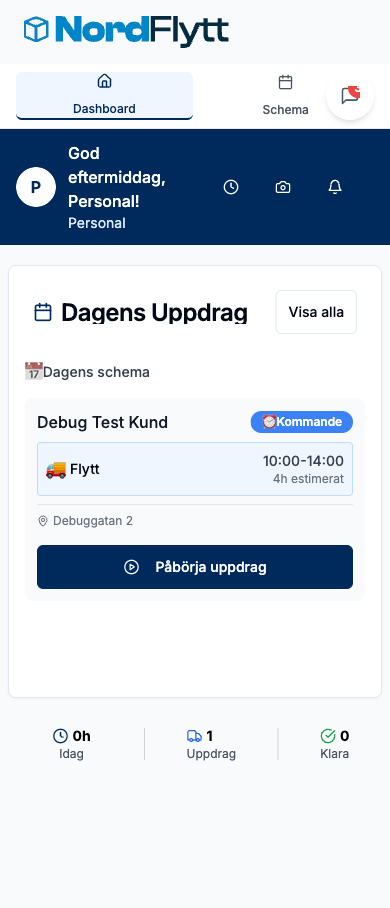 NordFlytt
Dashboard
Schema
P
God
eftermiddag,
Personal!
Personal
Dagens Uppdrag
Visa alla
17
Dagens schema
Debug Test Kund
Kommande
Flytt
10:00-14:00
4h estimerat
Debuggatan 2
Påbörja uppdrag
0h
Idag
1
Uppdrag
0
Klara